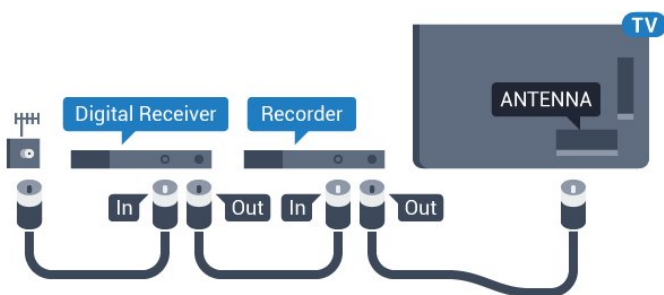 TV
Digital Receiver
Recorder
ANTENNA
In
Out
In
Out